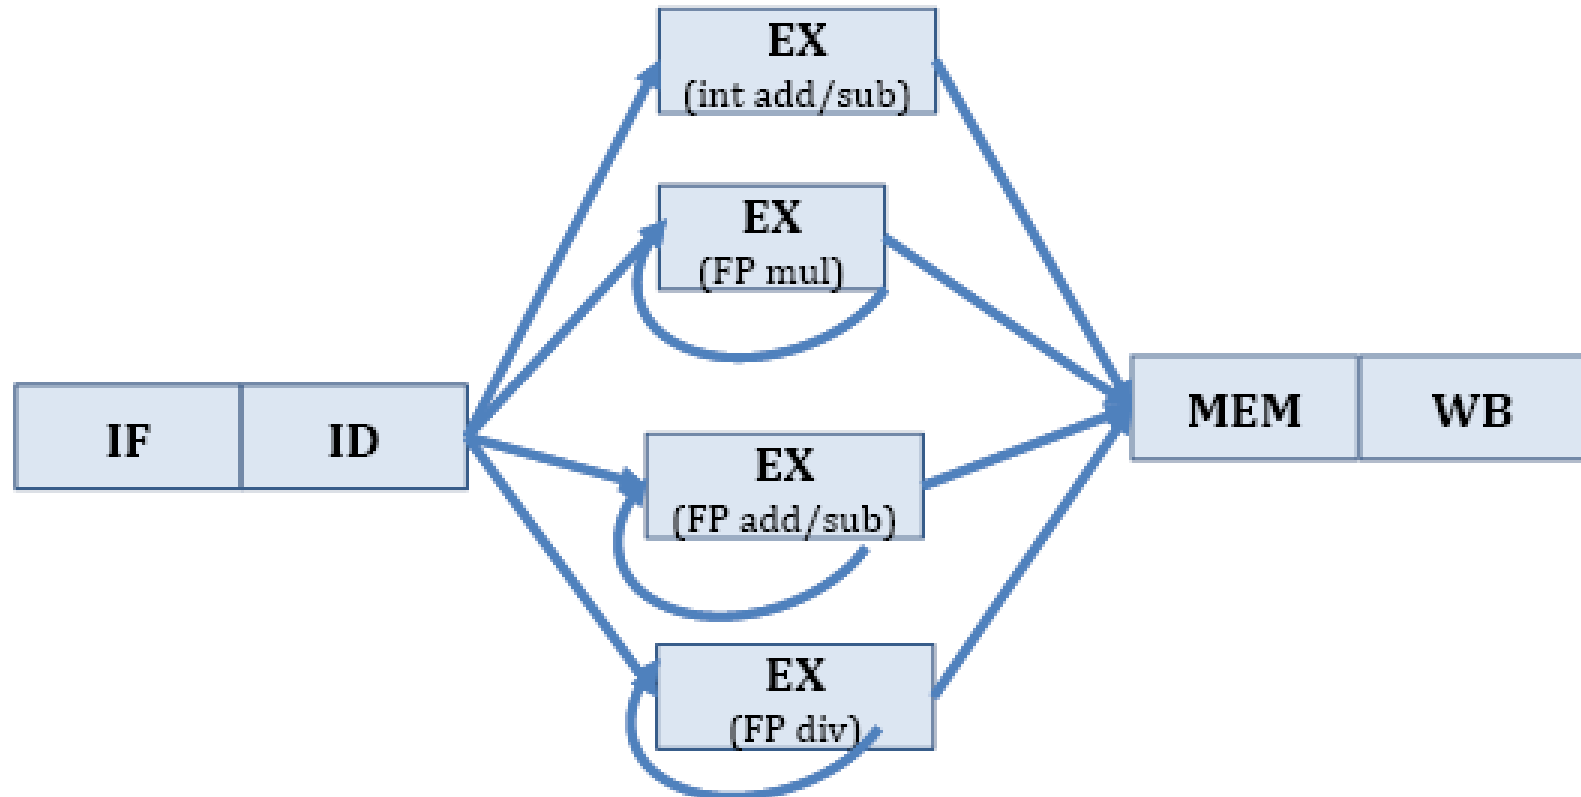 EX
(int add/sub)
EX
(FP mul)
IF ID
MEM WB
EX
(FP add/sub)
EX
(FP div)